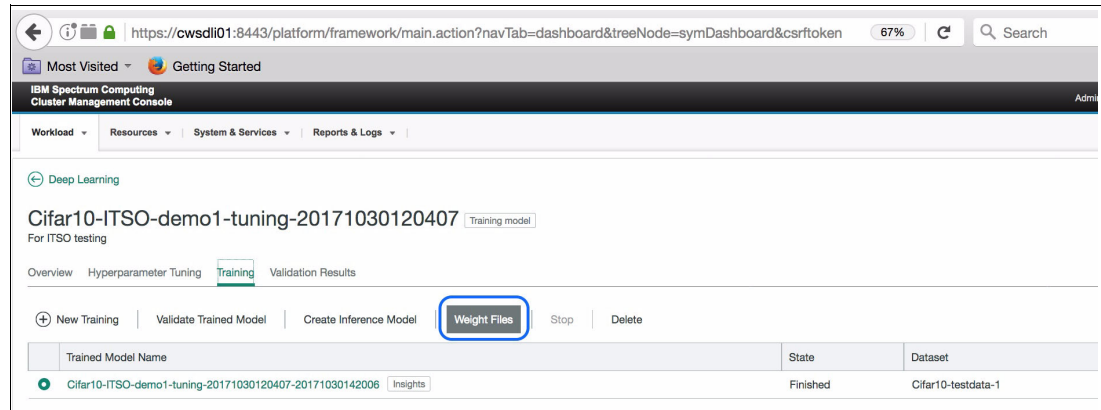 https://cwsdli01:8443/platform/framework/main.action?navTab=dashboard&treeNode=symDashboard&csrftoken 67% Search
Most Visited Getting Started
IBM Spectrum Computing
Cluster Management Console
Admin
Workload Resources System & Services Reports & Logs
Deep Learning
Cifar10-ITSO-demo1-tuning-20171030120407 Training model
For ITSO testing
Overview Hyperparameter Tuning Training Validation Results
New Training Validate Trained Model Create Inference Model Weight Files Stop Delete
Trained Model Name State Dataset
Cifar10-ITSO-demo1-tuning-20171030120407-20171030142006 Insights Finished Cifar10-testdata-1